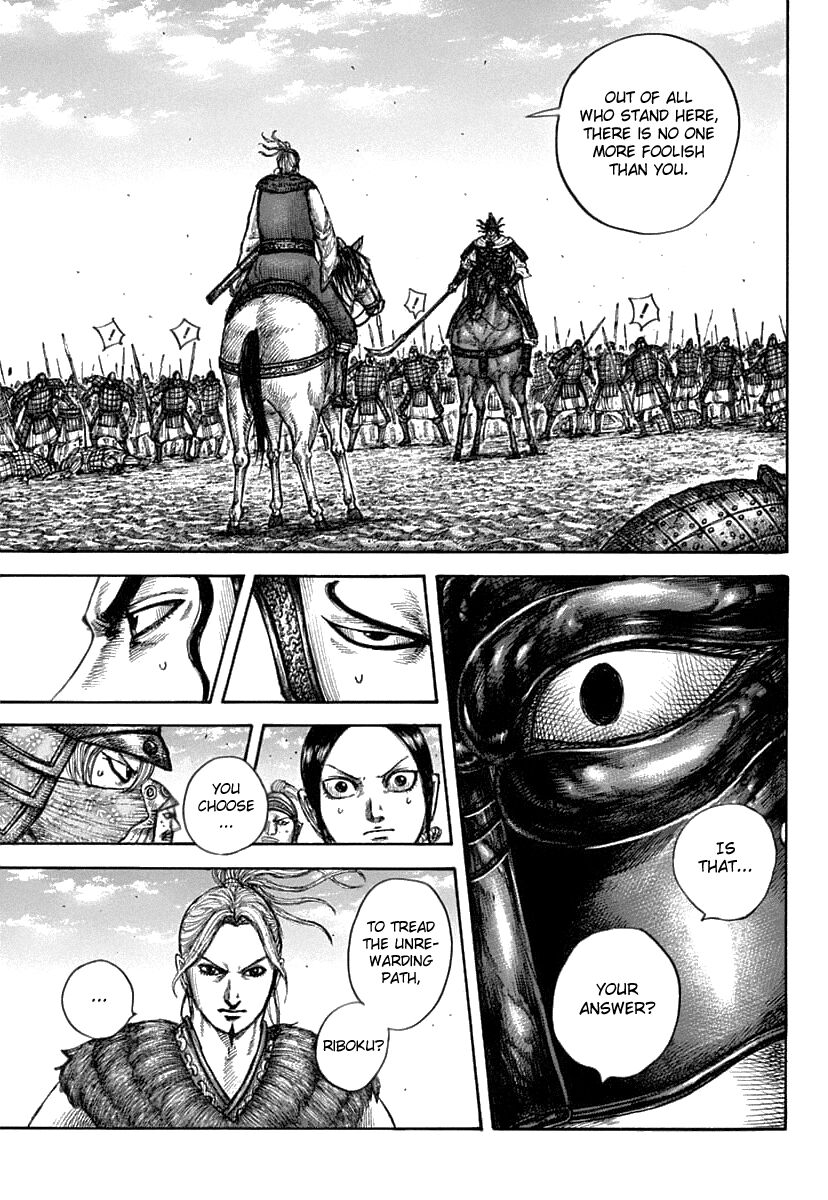 OUT OF ALL
WHO STAND HERE,
THERE IS NO ONE
MORE FOOLISH
THAN YOU.
!
!
!
!
IS
THAT...
YOUR
ANSWER?
YOU
CHOOSE
...
TO TREAD
THE UNRE-
WARDING
PATH,
RIBOKU?
...